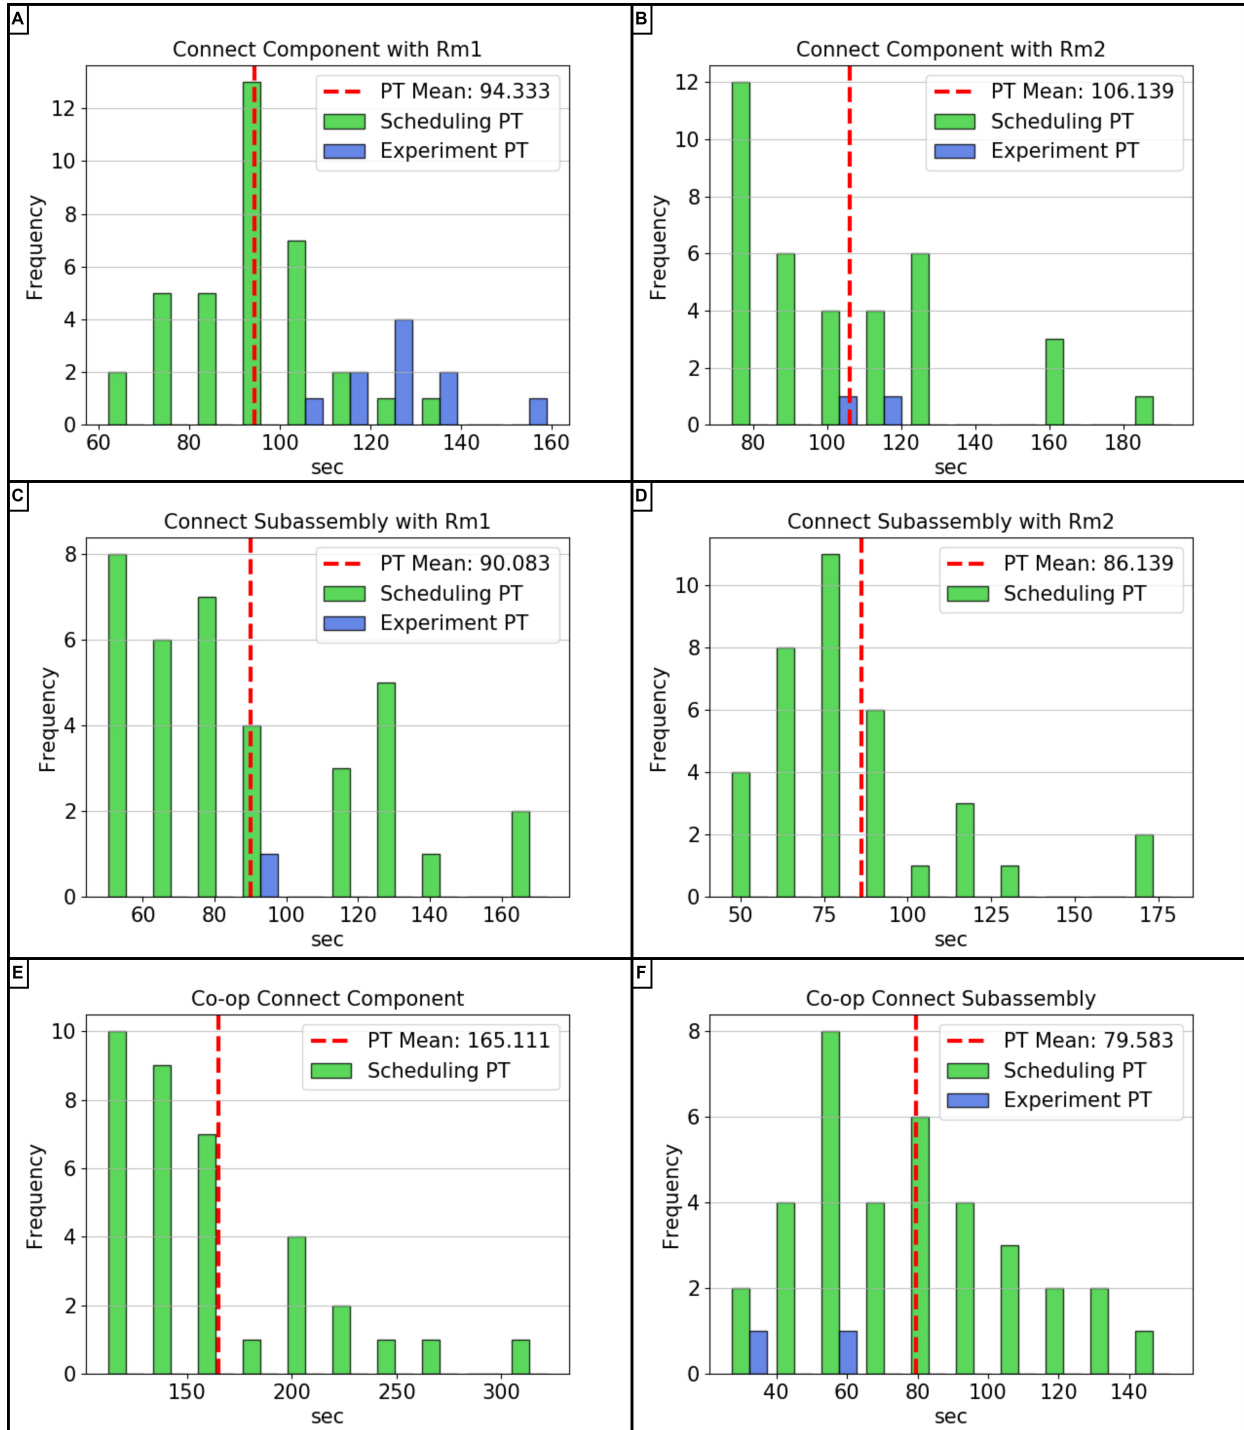 A
Connect Component with Rm1
PT Mean: 94.333
Scheduling PT
Experiment PT
Frequency
12
10
8
6
4
2
0
60 80 100 120 140 160
sec
B
Connect Component with Rm2
PT Mean: 106.139
Scheduling PT
Experiment PT
Frequency
12
10
8
6
4
2
0
80 100 120 140 160 180
sec
C
Connect Subassembly with Rm1
PT Mean: 90.083
Scheduling PT
Experiment PT
Frequency
8
6
4
2
0
60 80 100 120 140 160
sec
D
Connect Subassembly with Rm2
PT Mean: 86.139
Scheduling PT
Frequency
10
8
6
4
2
0
50 75 100 125 150 175
sec
E
Co-op Connect Component
PT Mean: 165.111
Scheduling PT
Frequency
10
8
6
4
2
0
150 200 250 300
sec
F
Co-op Connect Subassembly
PT Mean: 79.583
Scheduling PT
Experiment PT
Frequency
8
6
4
2
0
40 60 80 100 120 140
sec